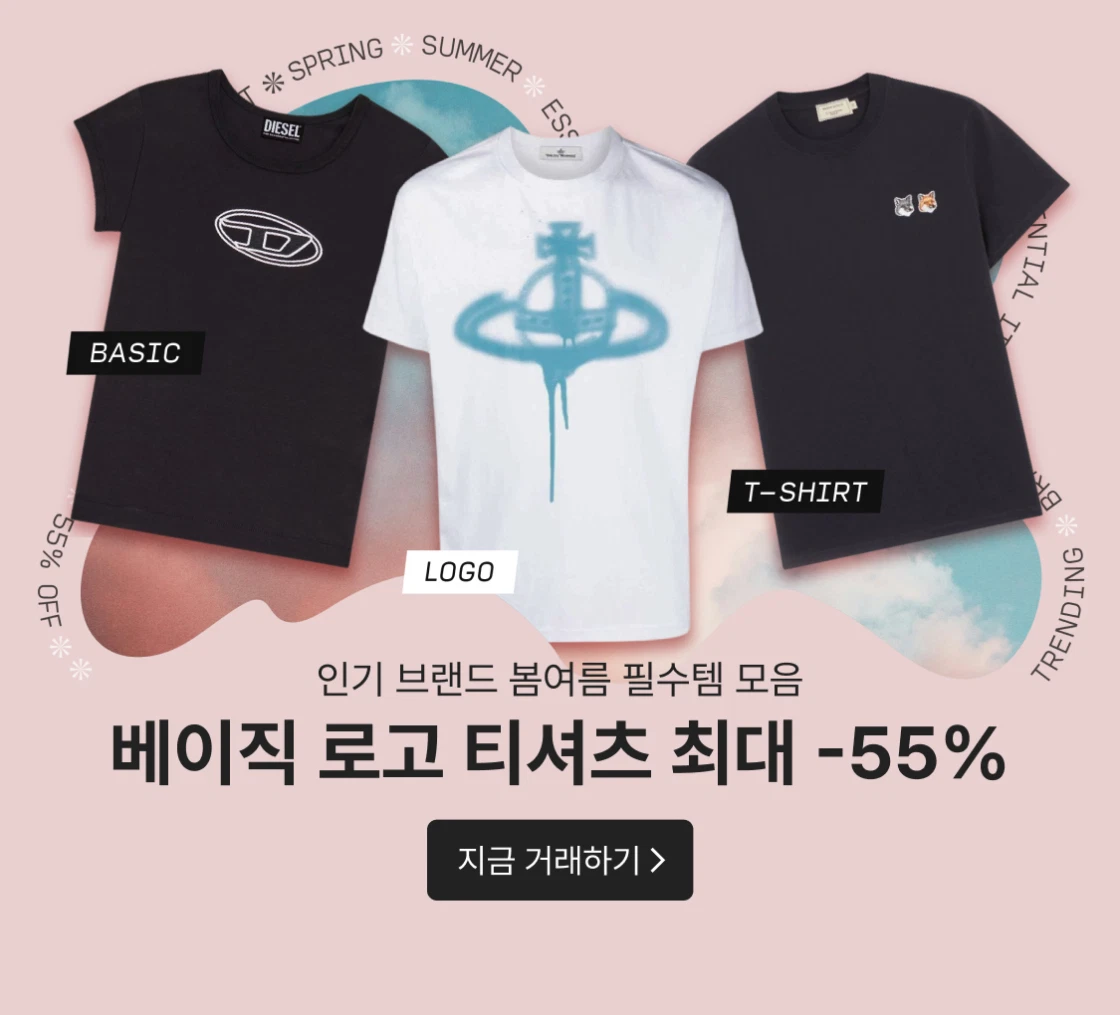 SPRING ❊ SUMMER
DIESEL
BASIC
T-SHIRT
LOGO
55% OFF
TRENDING
인기 브랜드 봄여름 필수템 모음
베이직 로고 티셔츠 최대 -55%
지금 거래하기 >